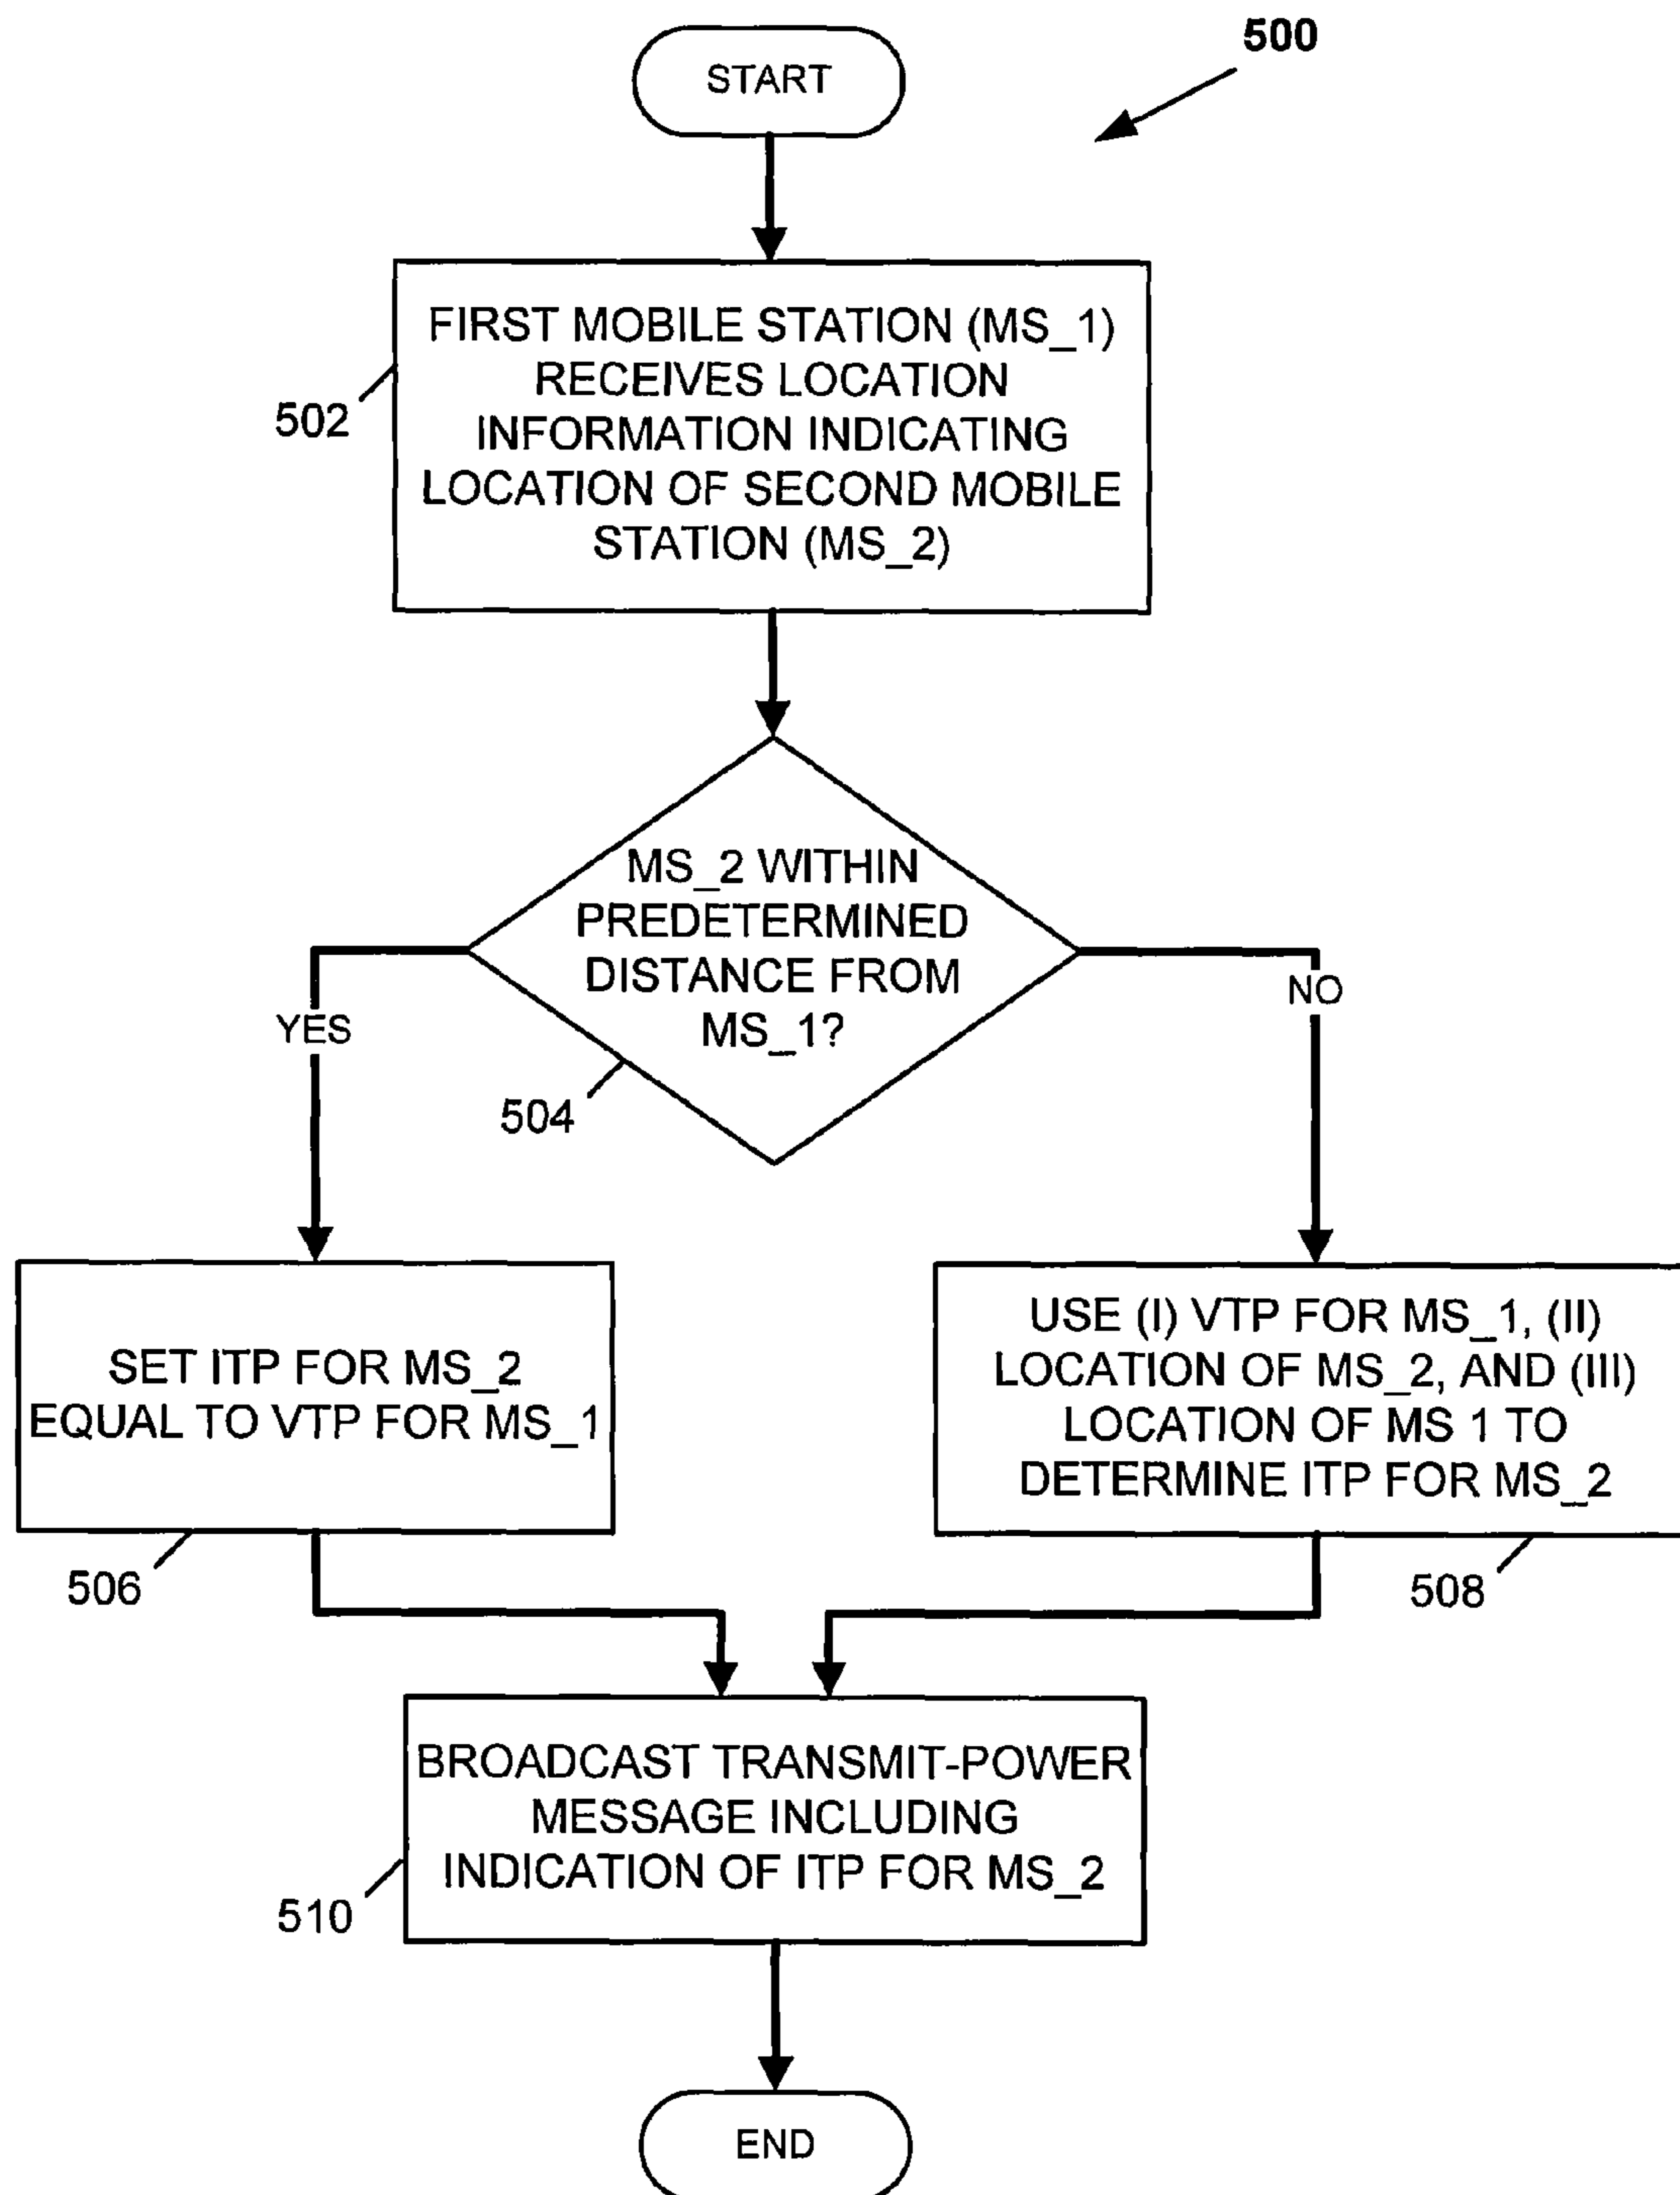 500
START
FIRST MOBILE STATION (MS_1)
RECEIVES LOCATION
INFORMATION INDICATING
LOCATION OF SECOND MOBILE
STATION (MS_2)
502
MS_2 WITHIN
PREDETERMINED
DISTANCE FROM
MS_1?
504
YES
NO
SET ITP FOR MS_2
EQUAL TO VTP FOR MS_1
506
USE (I) VTP FOR MS_1, (II)
LOCATION OF MS_2, AND (III)
LOCATION OF MS 1 TO
DETERMINE ITP FOR MS_2
508
BROADCAST TRANSMIT-POWER
MESSAGE INCLUDING
INDICATION OF ITP FOR MS_2
510
END